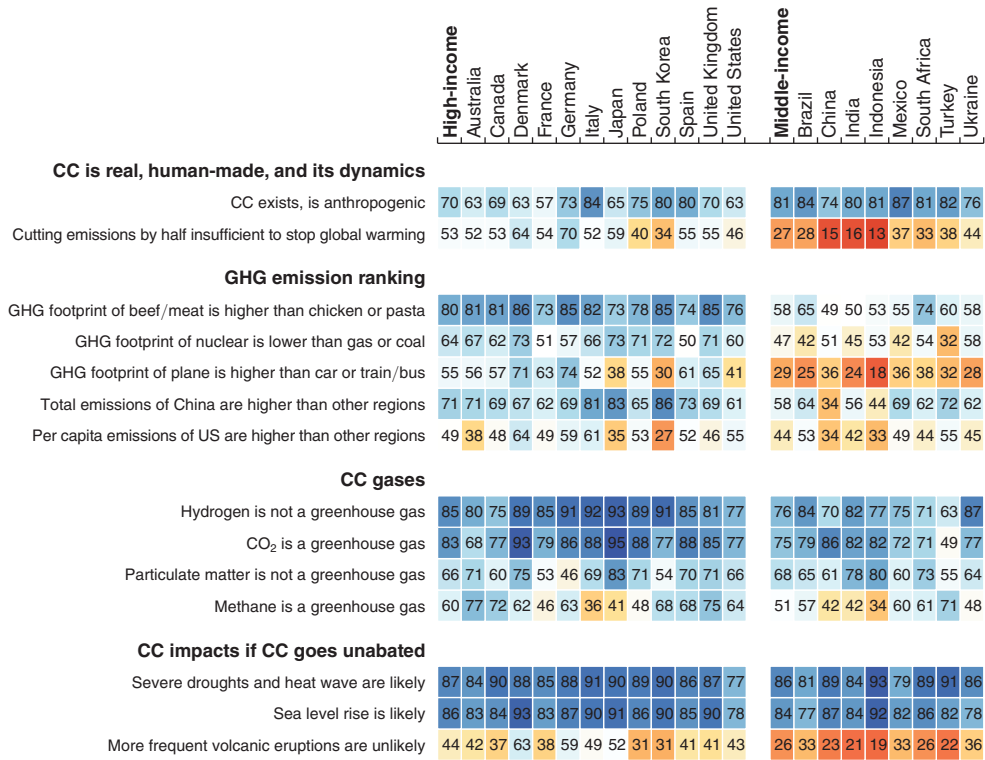 High-income Australia Canada Denmark France Germany Italy Japan Poland South Korea Spain United Kingdom United States Middle-income Brazil China India Indonesia Mexico South Africa Turkey Ukraine
CC is real, human-made, and its dynamics
CC exists, is anthropogenic 70 63 69 63 57 73 84 65 75 80 80 70 63 81 84 74 80 81 87 81 82 76
Cutting emissions by half insufficient to stop global warming 53 52 53 64 54 70 52 59 40 34 55 55 46 27 28 15 16 13 37 33 38 44
GHG emission ranking
GHG footprint of beef/meat is higher than chicken or pasta 80 81 81 86 73 85 82 73 78 85 74 85 76 58 65 49 50 53 55 74 60 58
GHG footprint of nuclear is lower than gas or coal 64 67 62 73 51 57 66 73 71 72 50 71 60 47 42 51 45 53 42 54 32 58
GHG footprint of plane is higher than car or train/bus 55 56 57 71 63 74 52 38 55 30 61 65 41 29 25 36 24 18 36 38 32 28
Total emissions of China are higher than other regions 71 71 69 67 62 69 81 83 65 86 73 69 61 58 64 34 56 44 69 62 72 62
Per capita emissions of US are higher than other regions 49 38 48 64 49 59 61 35 53 27 52 46 55 44 53 34 42 33 49 44 55 45
CC gases
Hydrogen is not a greenhouse gas 85 80 75 89 85 91 92 93 89 91 85 81 77 76 84 70 82 77 75 71 63 87
CO₂ is a greenhouse gas 83 68 77 93 79 86 88 95 88 77 88 85 77 75 79 86 82 82 72 71 49 77
Particulate matter is not a greenhouse gas 66 71 60 75 53 46 69 83 71 54 70 71 66 68 65 61 78 80 60 73 55 64
Methane is a greenhouse gas 60 77 72 62 46 63 36 41 48 68 68 75 64 51 57 42 42 34 60 61 71 48
CC impacts if CC goes unabated
Severe droughts and heat wave are likely 87 84 90 88 85 88 91 90 89 90 86 87 77 86 81 89 84 93 79 89 91 86
Sea level rise is likely 86 83 84 93 83 87 90 91 86 90 85 90 78 84 77 87 84 92 82 86 82 78
More frequent volcanic eruptions are unlikely 44 42 37 63 38 59 49 52 31 31 41 41 43 26 33 23 21 19 33 26 22 36